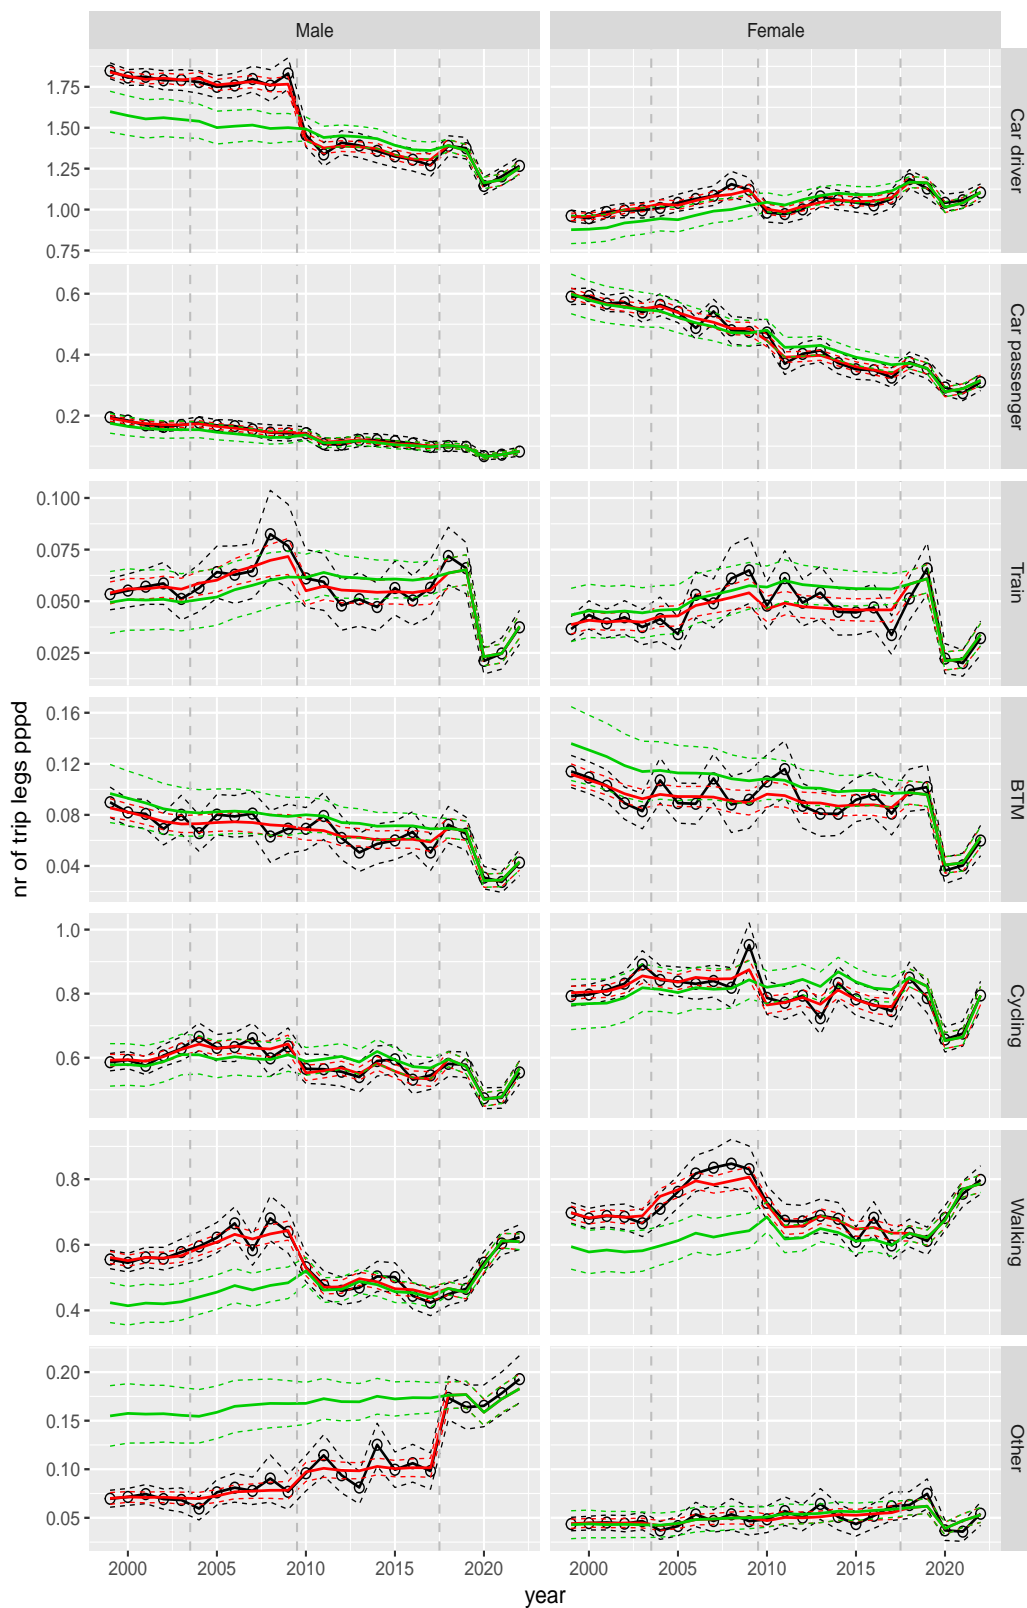 Male Female
1.75
1.50
1.25
1.00
0.75
Car driver
0.6
0.4
0.2
Car passenger
0.100
0.075
0.050
0.025
Train
0.16
0.12
0.08
0.04
BTM
nr of trip legs pppd
1.0
0.8
0.6
Cycling
0.8
0.6
0.4
Walking
0.20
0.15
0.10
0.05
Other
2000 2005 2010 2015 2020 2000 2005 2010 2015 2020
year